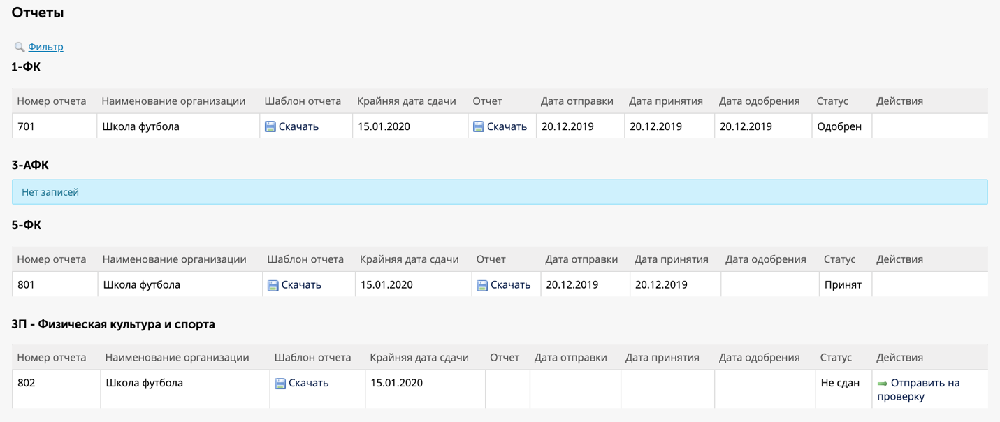 Отчеты
Фильтр
1-ФК
Номер отчета Наименование организации Шаблон отчета Крайняя дата сдачи Отчет Дата отправки Дата принятия Дата одобрения Статус Действия
701 Школа футбола Скачать 15.01.2020 Скачать 20.12.2019 20.12.2019 20.12.2019 Одобрен
3-АФК
Нет записей
5-ФК
Номер отчета Наименование организации Шаблон отчета Крайняя дата сдачи Отчет Дата отправки Дата принятия Дата одобрения Статус Действия
801 Школа футбола Скачать 15.01.2020 Скачать 20.12.2019 20.12.2019 Принят
ЗП - Физическая культура и спорта
Номер отчета Наименование организации Шаблон отчета Крайняя дата сдачи Отчет Дата отправки Дата принятия Дата одобрения Статус Действия
802 Школа футбола Скачать 15.01.2020 Не сдан Отправить на
проверку